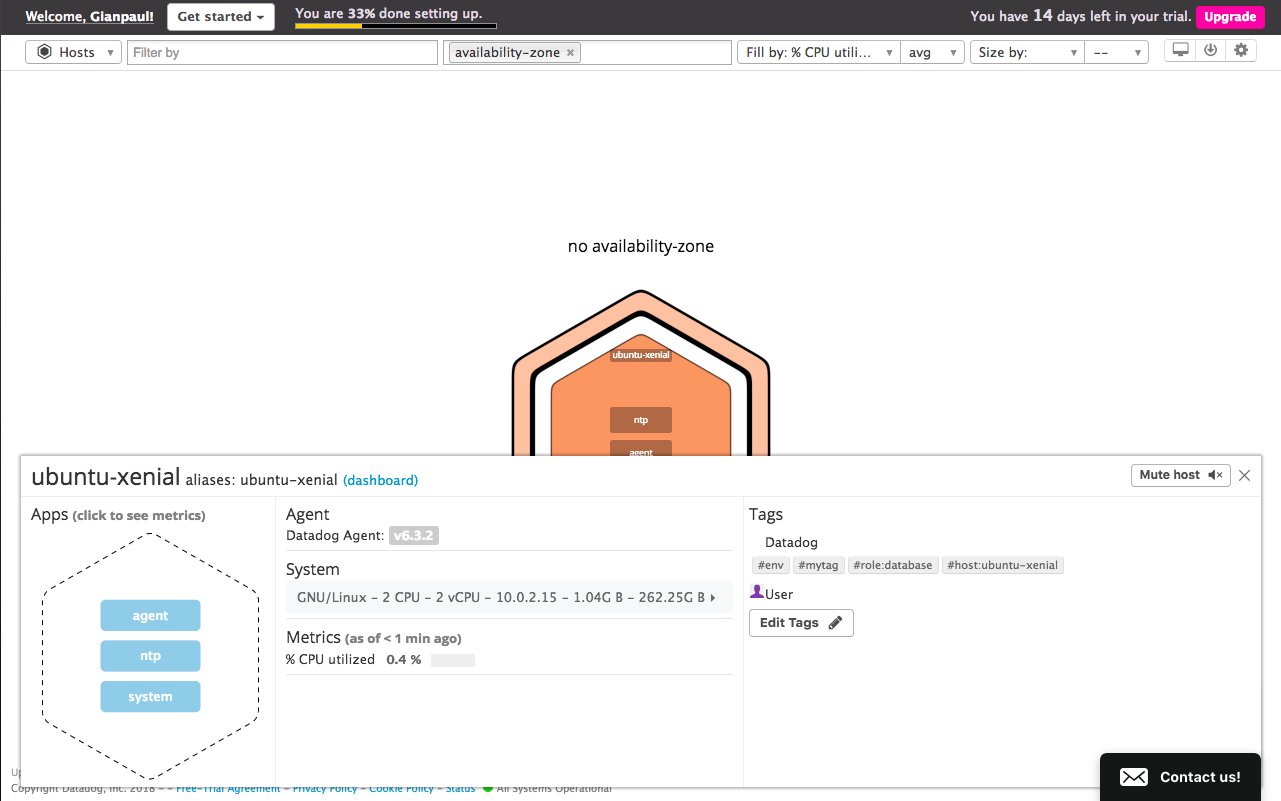 Welcome, Glanpaul!
Get started
You are 33% done setting up.
You have 14 days left in your trial.
Upgrade
Hosts
Filter by
availability-zone ×
Fill by: % CPU utili...
avg
Size by:
--
no availability-zone
ubuntu-xenial
ntp
agent
ubuntu-xenial aliases: ubuntu-xenial (dashboard)
Mute host
Apps (click to see metrics)
agent
ntp
system
Agent
Datadog Agent: v6.3.2
System
GNU/Linux - 2 CPU - 2 vCPU - 10.0.2.15 - 1.04G B - 262.25G B
Metrics (as of < 1 min ago)
% CPU utilized 0.4 %
Tags
Datadog
#env #mytag #role:database #host:ubuntu-xenial
User
Edit Tags
Copyright Datadog, Inc. 2018 - - Free-Trial Agreement - Privacy Policy - Cookie Policy - Status All Systems Operational
Contact us!